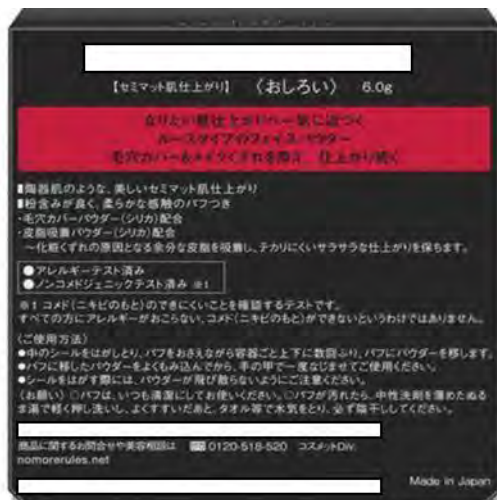 【セミマット肌仕上がり】 〈おしろい〉 6.0g
なりたい肌仕上がりへ一気に近づく
ルースタイプのフェイスパウダー
毛穴カバー&メイクくずれを防ぎ 仕上がり続く
▮陶器肌のような、美しいセミマット肌仕上がり
▮粉含みが良く、柔らかな感触のパフつき
・毛穴カバーパウダー(シリカ)配合
・皮脂吸着パウダー(シリカ)配合
〜化粧くずれの原因となる余分な皮脂を吸着し、テカりにくいサラサラな仕上がりを保ちます。
●アレルギーテスト済み
●ノンコメドジェニックテスト済み ※1
※1 コメド(ニキビのもと)のできにくいことを確認するテストです。
すべての方にアレルギーがおこらない、コメド(ニキビのもと)ができないというわけではありません。
〈ご使用方法〉
●中のシールをはがしとり、パフをおさえながら容器ごと上下に数回ふり、パフにパウダーを移します。
●パフに移したパウダーをよくもみ込んでから、手の甲で一度なじませてご使用ください。
●シールをはがす際には、パウダーが飛び散らないようにご注意ください。
〈お願い〉○パフは、いつも清潔にしてお使いください。○パフが汚れたら、中性洗剤を薄めたぬる
ま湯で軽く押し洗いし、よくすすいだあと、タオル等で水気をとり、必ず陰干ししてください。
商品に関するお問合せや美容相談は 0120-518-520 コスメットDiv.
nomorerules.net
Made in Japan